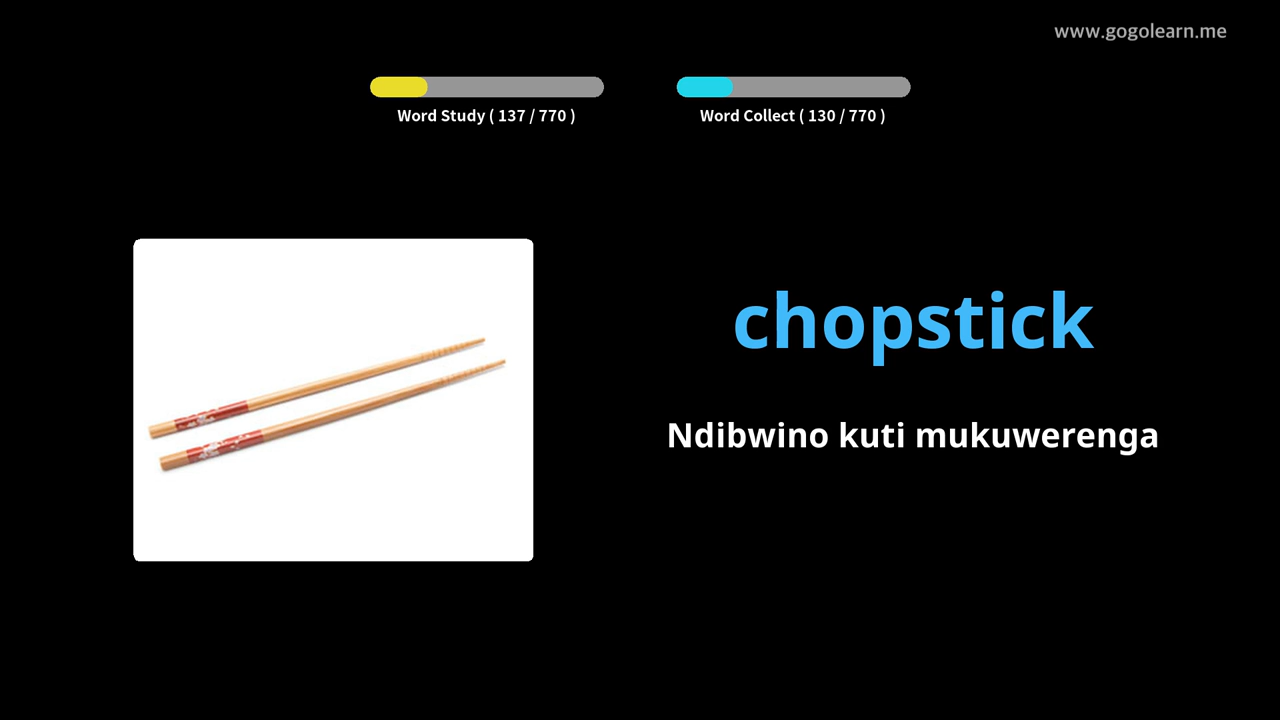 www.gogolearn.me
Word Study ( 137 / 770 )
Word Collect ( 130 / 770 )
chopstick
Ndibwino kuti mukuwerenga